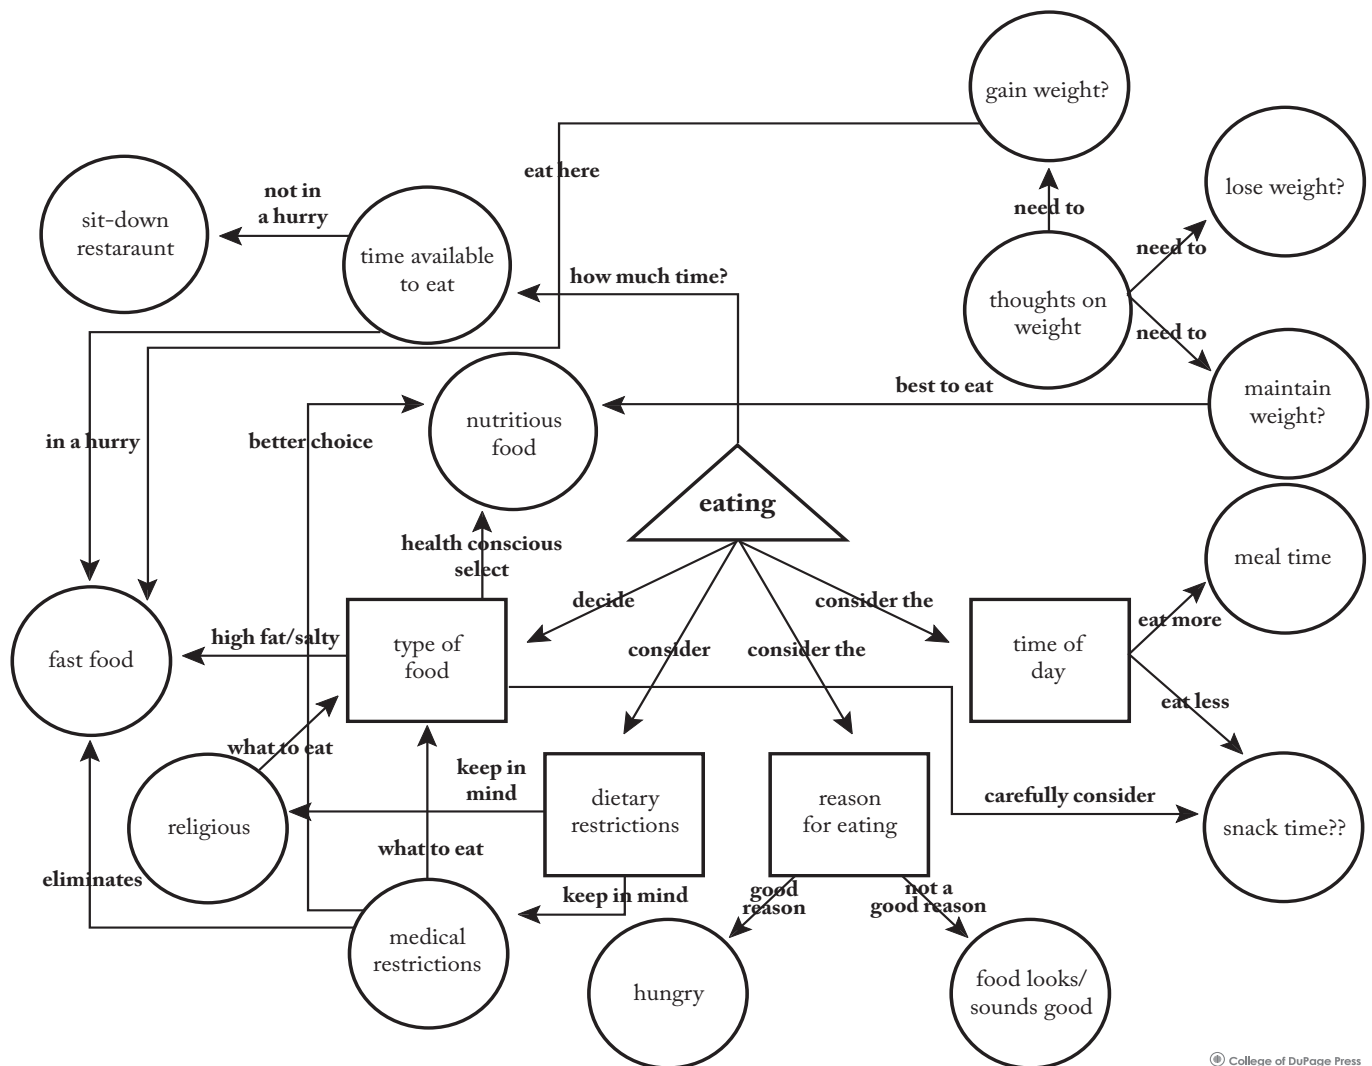 gain weight?
lose weight?
eat here
not in
a hurry
sit-down
restaraunt
time available
to eat
need to
need to
how much time?
thoughts on
weight
need to
best to eat
maintain
weight?
nutritious
food
in a hurry
better choice
eating
health conscious
select
meal time
decide
consider the
eat more
high fat/salty
type of
food
time of
day
fast food
consider
consider the
eat less
what to eat
keep in
mind
dietary
restrictions
reason
for eating
carefully consider
religious
snack time??
what to eat
eliminates
keep in mind
good
reason
not a
good reason
medical
restrictions
hungry
food looks/
sounds good
College of DuPage Press